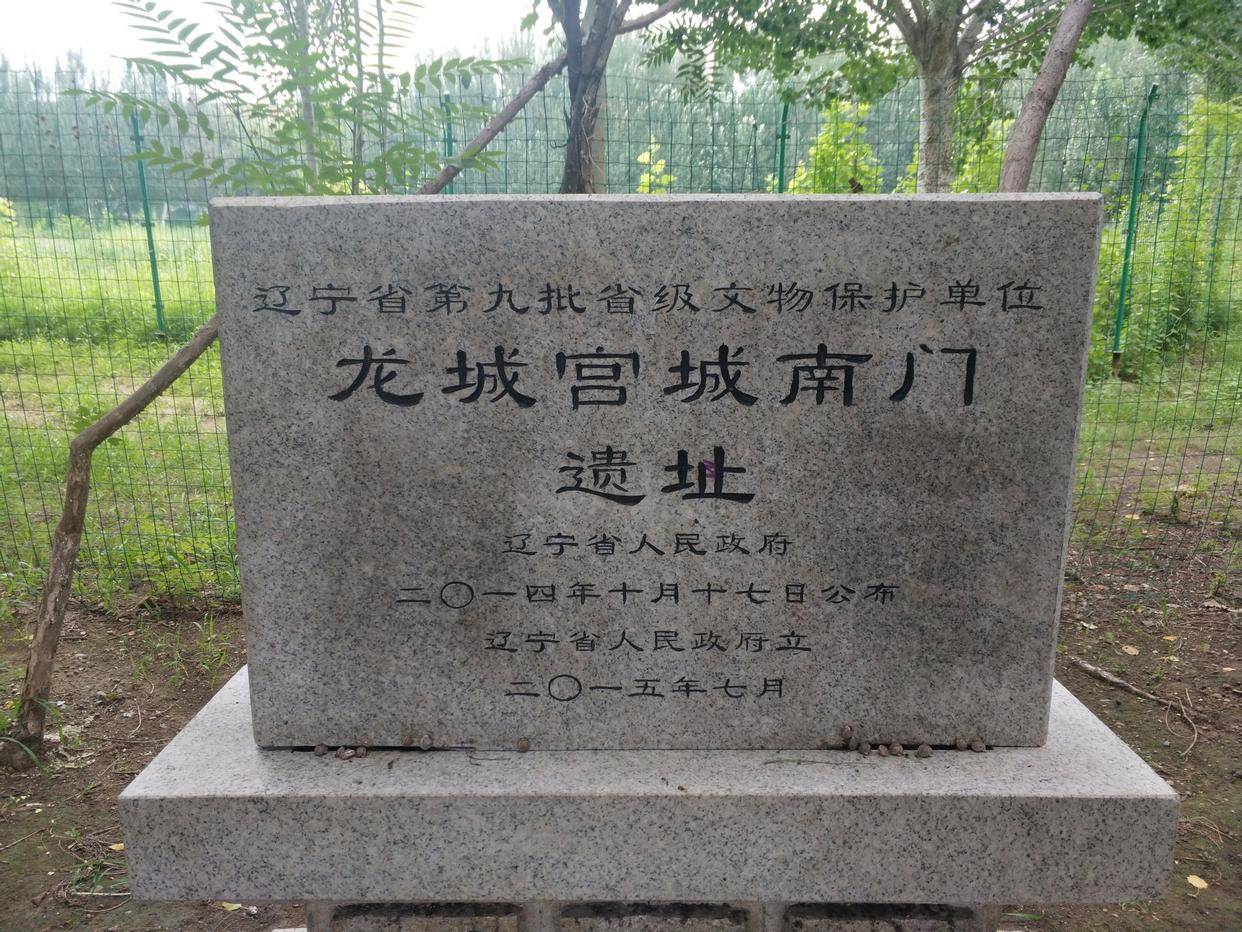 辽宁省第九批省级文物保护单位
龙城宫城南门
遗址
辽宁省人民政府
二〇一四年十月十七日公布
辽宁省人民政府立
二〇一五年七月